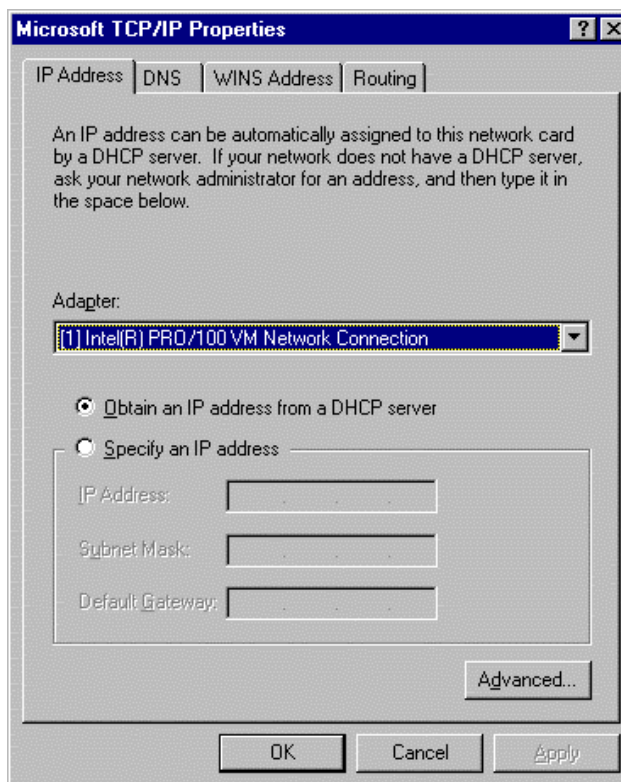 Microsoft TCP/IP Properties
IP Address DNS WINS Address Routing
An IP address can be automatically assigned to this network card
by a DHCP server. If your network does not have a DHCP server,
ask your network administrator for an address, and then type it in
the space below.
Adapter:
[1] Intel(R) PRO/100 VM Network Connection
Obtain an IP address from a DHCP server
Specify an IP address
IP Address:
Subnet Mask:
Default Gateway:
Advanced...
OK Cancel Apply